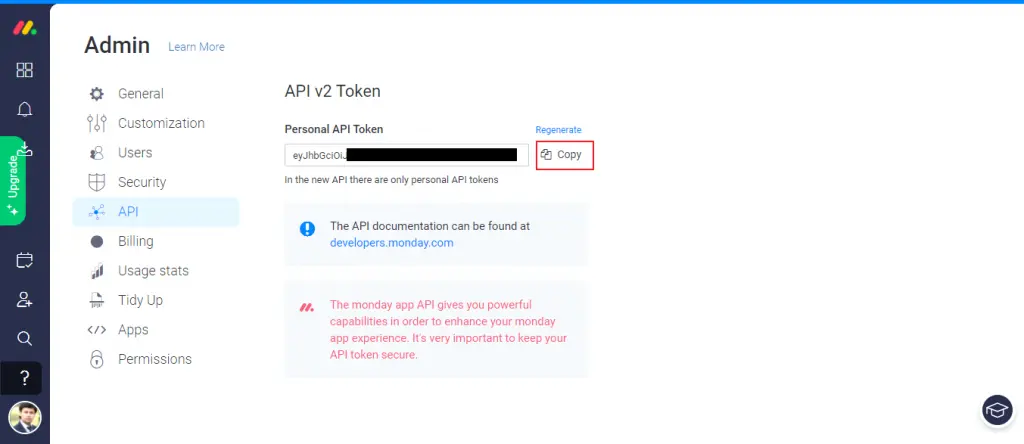 Admin Learn More
General
Customization
Users
Security
API
Billing
Usage stats
Tidy Up
Apps
Permissions
Upgrade
?
API v2 Token
Personal API Token
Regenerate
eyJhbGciOiJ
Copy
In the new API there are only personal API tokens
The API documentation can be found at
developers.monday.com
The monday app API gives you powerful
capabilities in order to enhance your monday
app experience. It's very important to keep your
API token secure.